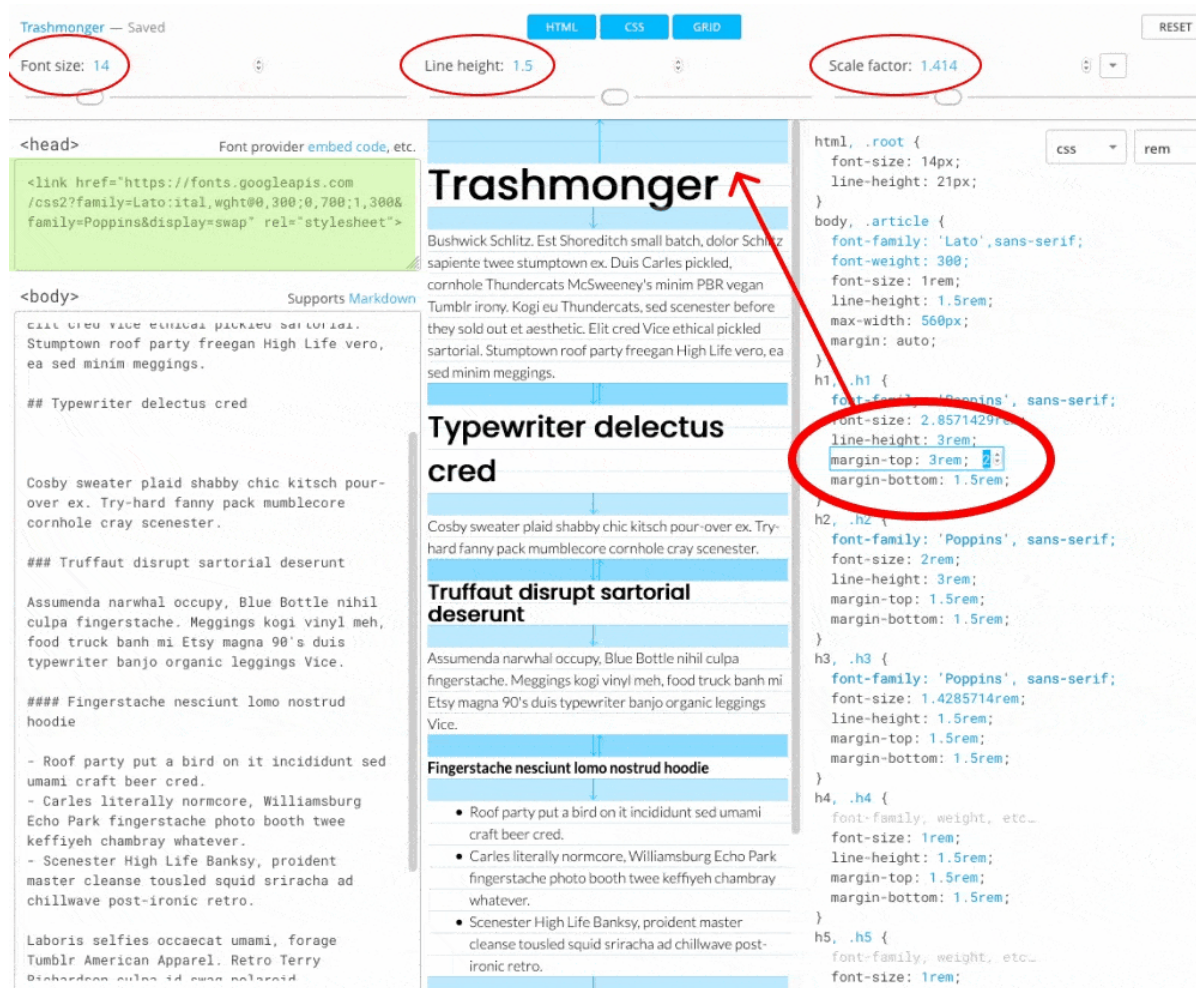 Trashmonger — Saved
HTML
CSS
GRID
RESET
Font size: 14
Line height: 1.5
Scale factor: 1.414
<head>
Font provider embed code, etc.
<link href="https://fonts.googleapis.com
/css2?family=Lato:ital,wght@0,300;0,700;1,300&
family=Poppins&display=swap" rel="stylesheet">
<body>
Supports Markdown
Elit cred Vice ethical pickled sartorial.
Stumptown roof party freegan High Life vero,
ea sed minim meggings.
## Typewriter delectus cred
Cosby sweater plaid shabby chic kitsch pour-
over ex. Try-hard fanny pack mumblecore
cornhole cray scenester.
### Truffaut disrupt sartorial deserunt
Assumenda narwhal occupy, Blue Bottle nihil
culpa fingerstache. Meggings kogi vinyl meh,
food truck banh mi Etsy magna 90's duis
typewriter banjo organic leggings Vice.
#### Fingerstache nesciunt lomo nostrud
hoodie
- Roof party put a bird on it incididunt sed
umami craft beer cred.
- Carles literally normcore, Williamsburg
Echo Park fingerstache photo booth twee
keffiyeh chambray whatever.
- Scenester High Life Banksy, proident
master cleanse tousled squid sriracha ad
chillwave post-ironic retro.
Laboris selfies occaecat umami, forage
Tumblr American Apparel. Retro Terry
Richardson culpa id swag polaroid
Trashmonger
Bushwick Schlitz. Est Shoreditch small batch, dolor Schlitz
sapiente twee stumptown ex. Duis Carles pickled,
cornhole Thundercats McSweeney's minim PBR vegan
Tumblr irony. Kogi eu Thundercats, sed scenester before
they sold out et aesthetic. Elit cred Vice ethical pickled
sartorial. Stumptown roof party freegan High Life vero, ea
sed minim meggings.
Typewriter delectus
cred
Cosby sweater plaid shabby chic kitsch pour-over ex. Try-
hard fanny pack mumblecore cornhole cray scenester.
Truffaut disrupt sartorial
deserunt
Assumenda narwhal occupy, Blue Bottle nihil culpa
fingerstache. Meggings kogi vinyl meh, food truck banh mi
Etsy magna 90's duis typewriter banjo organic leggings
Vice.
Fingerstache nesciunt lomo nostrud hoodie
• Roof party put a bird on it incididunt sed umami
craft beer cred.
• Carles literally normcore, Williamsburg Echo Park
fingerstache photo booth twee keffiyeh chambray
whatever.
• Scenester High Life Banksy, proident master
cleanse tousled squid sriracha ad chillwave post-
ironic retro.
css
rem
html, .root {
font-size: 14px;
line-height: 21px;
}
body, .article {
font-family: 'Lato',sans-serif;
font-weight: 300;
font-size: 1rem;
line-height: 1.5rem;
max-width: 560px;
margin: auto;
}
h1, .h1 {
font-family: 'Poppins', sans-serif;
font-size: 2.8571429rem;
line-height: 3rem;
margin-top: 3rem; 2
margin-bottom: 1.5rem;
}
h2, .h2 {
font-family: 'Poppins', sans-serif;
font-size: 2rem;
line-height: 3rem;
margin-top: 1.5rem;
margin-bottom: 1.5rem;
}
h3, .h3 {
font-family: 'Poppins', sans-serif;
font-size: 1.4285714rem;
line-height: 1.5rem;
margin-top: 1.5rem;
margin-bottom: 1.5rem;
}
h4, .h4 {
font-family, weight, etc…
font-size: 1rem;
line-height: 1.5rem;
margin-top: 1.5rem;
margin-bottom: 1.5rem;
}
h5, .h5 {
font-family, weight, etc…
font-size: 1rem;